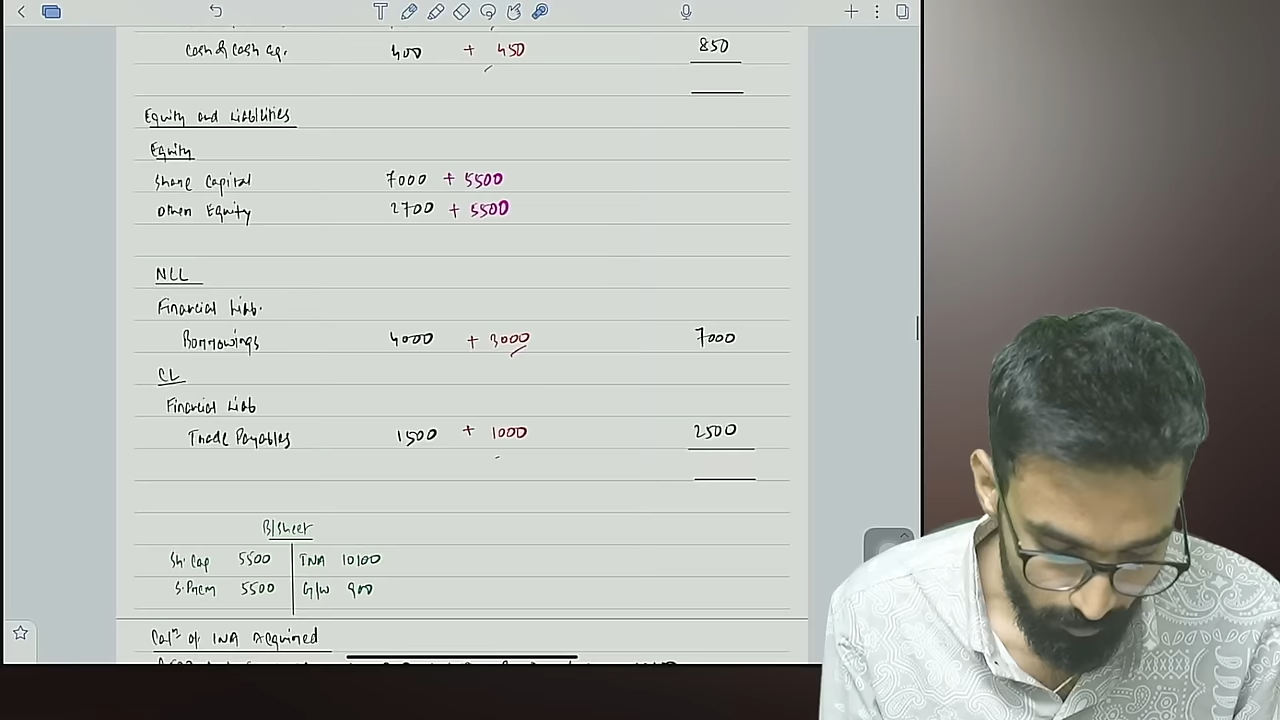 Cash & Cash eq. 400 + 450 850
Equity and Liabilities
Equity
Share Capital 7000 + 5500
Other Equity 2700 + 5500
NCL
Financial Liab.
Borrowings 4000 + 3000 7000
CL
Financial Liab
Trade Payables 1500 + 1000 2500
B/Sheet
Sh. Cap 5500 INA 10100
S. Prem 5500 G/W 900
Calⁿ of INA Acquired